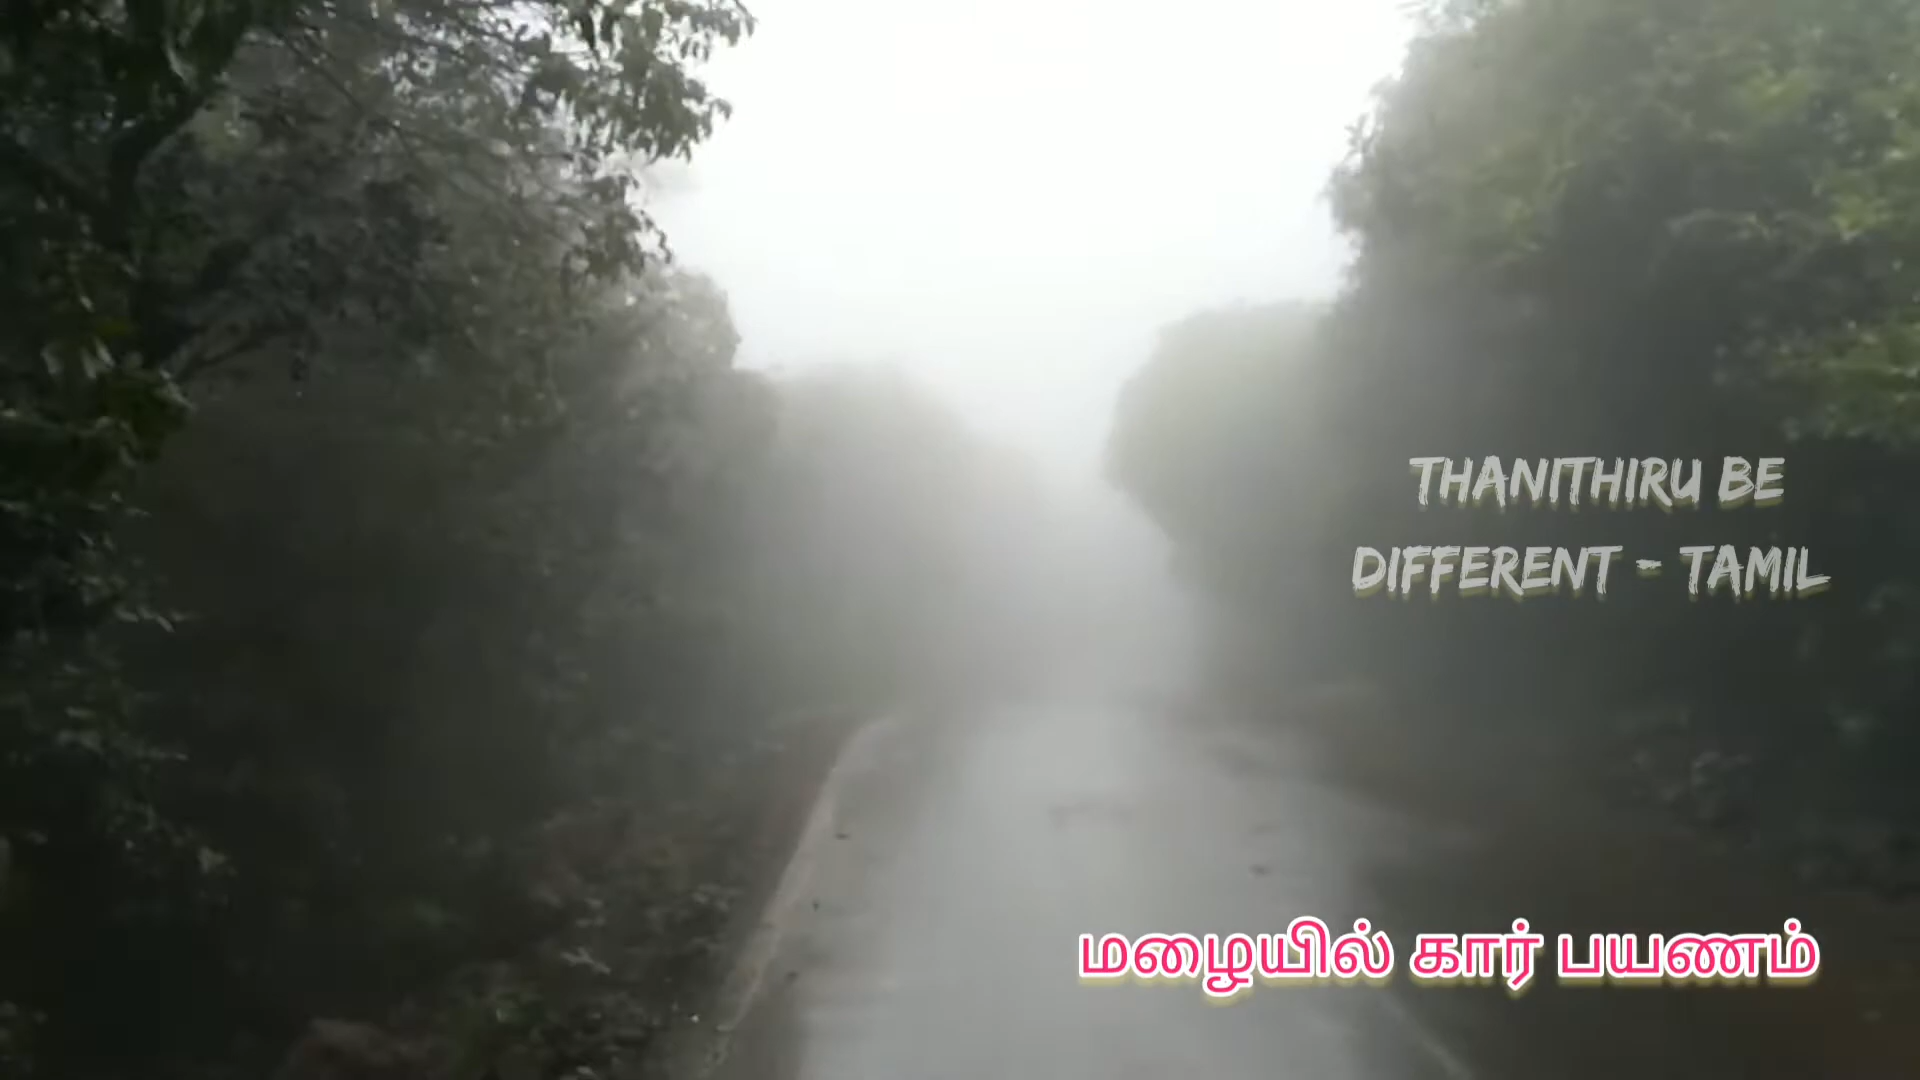 THANITHIRU BE
DIFFERENT - TAMIL
மழையில் கார் பயணம்